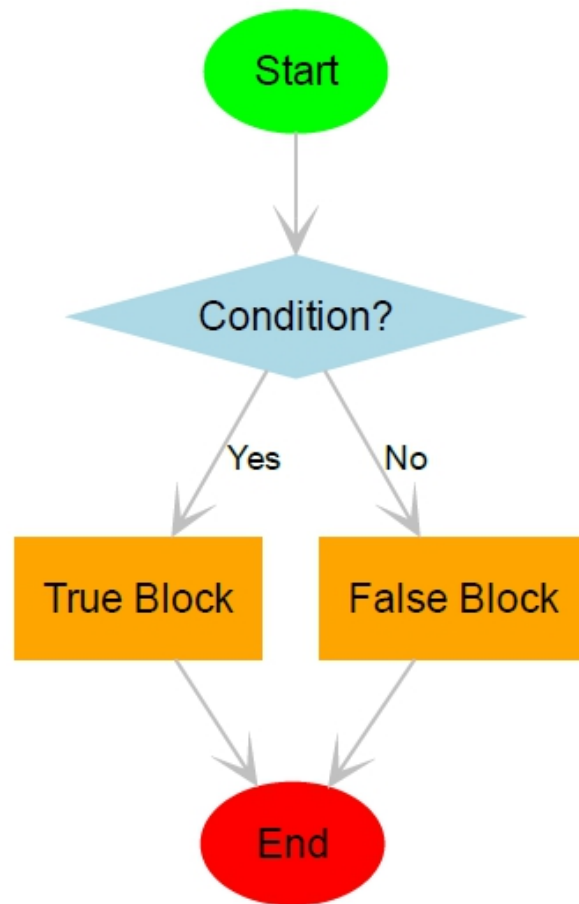 Start
Condition?
Yes
No
True Block
False Block
End